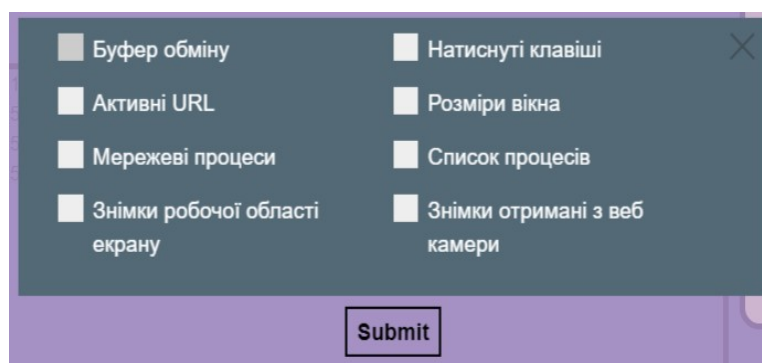 Буфер обміну
Натиснуті клавіші
Активні URL
Розміри вікна
Мережеві процеси
Список процесів
Знімки робочої області
екрану
Знімки отримані з веб
камери
Submit